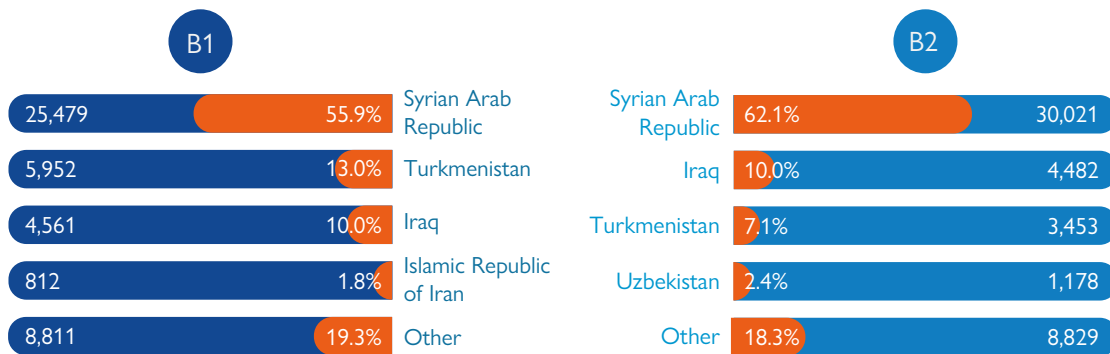 B1
25,479 55.9% Syrian Arab
Republic
5,952 13.0% Turkmenistan
4,561 10.0% Iraq
812 1.8% Islamic Republic
of Iran
8,811 19.3% Other
B2
Syrian Arab
Republic 62.1% 30,021
Iraq 10.0% 4,482
Turkmenistan 7.1% 3,453
Uzbekistan 2.4% 1,178
Other 18.3% 8,829